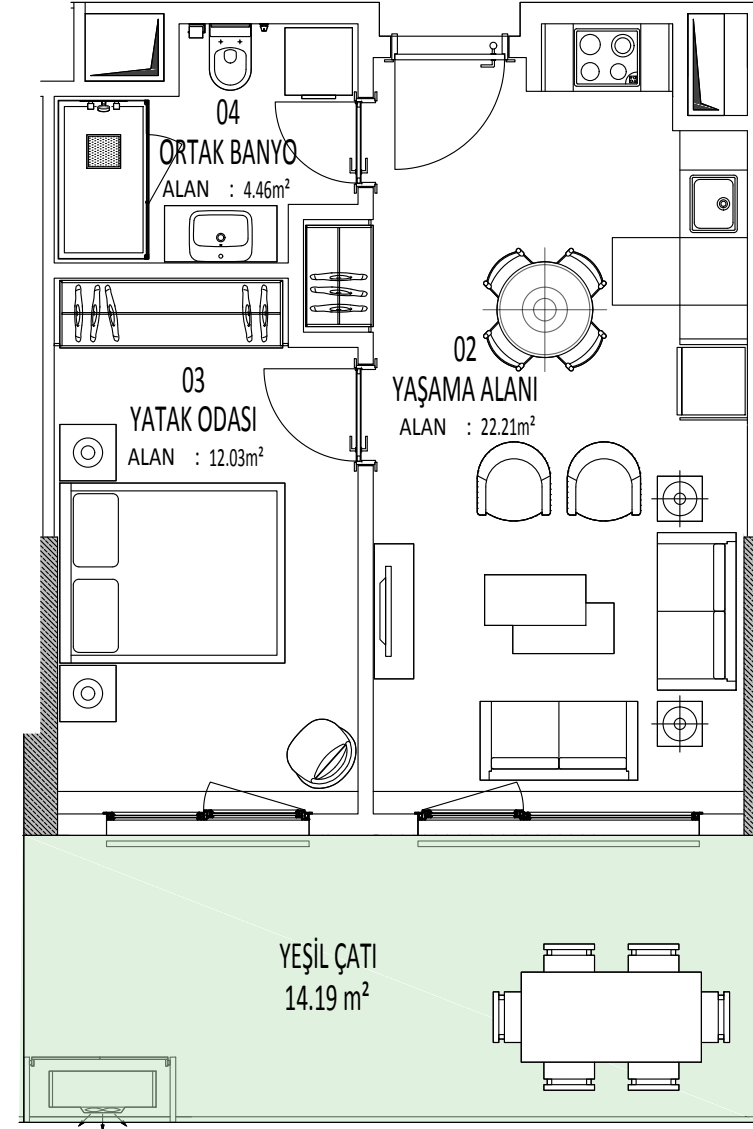 04
ORTAK BANYO
ALAN : 4.46m²
02
YAŞAMA ALANI
ALAN : 22.21m²
03
YATAK ODASI
ALAN : 12.03m²
YEŞİL ÇATI
14.19 m²